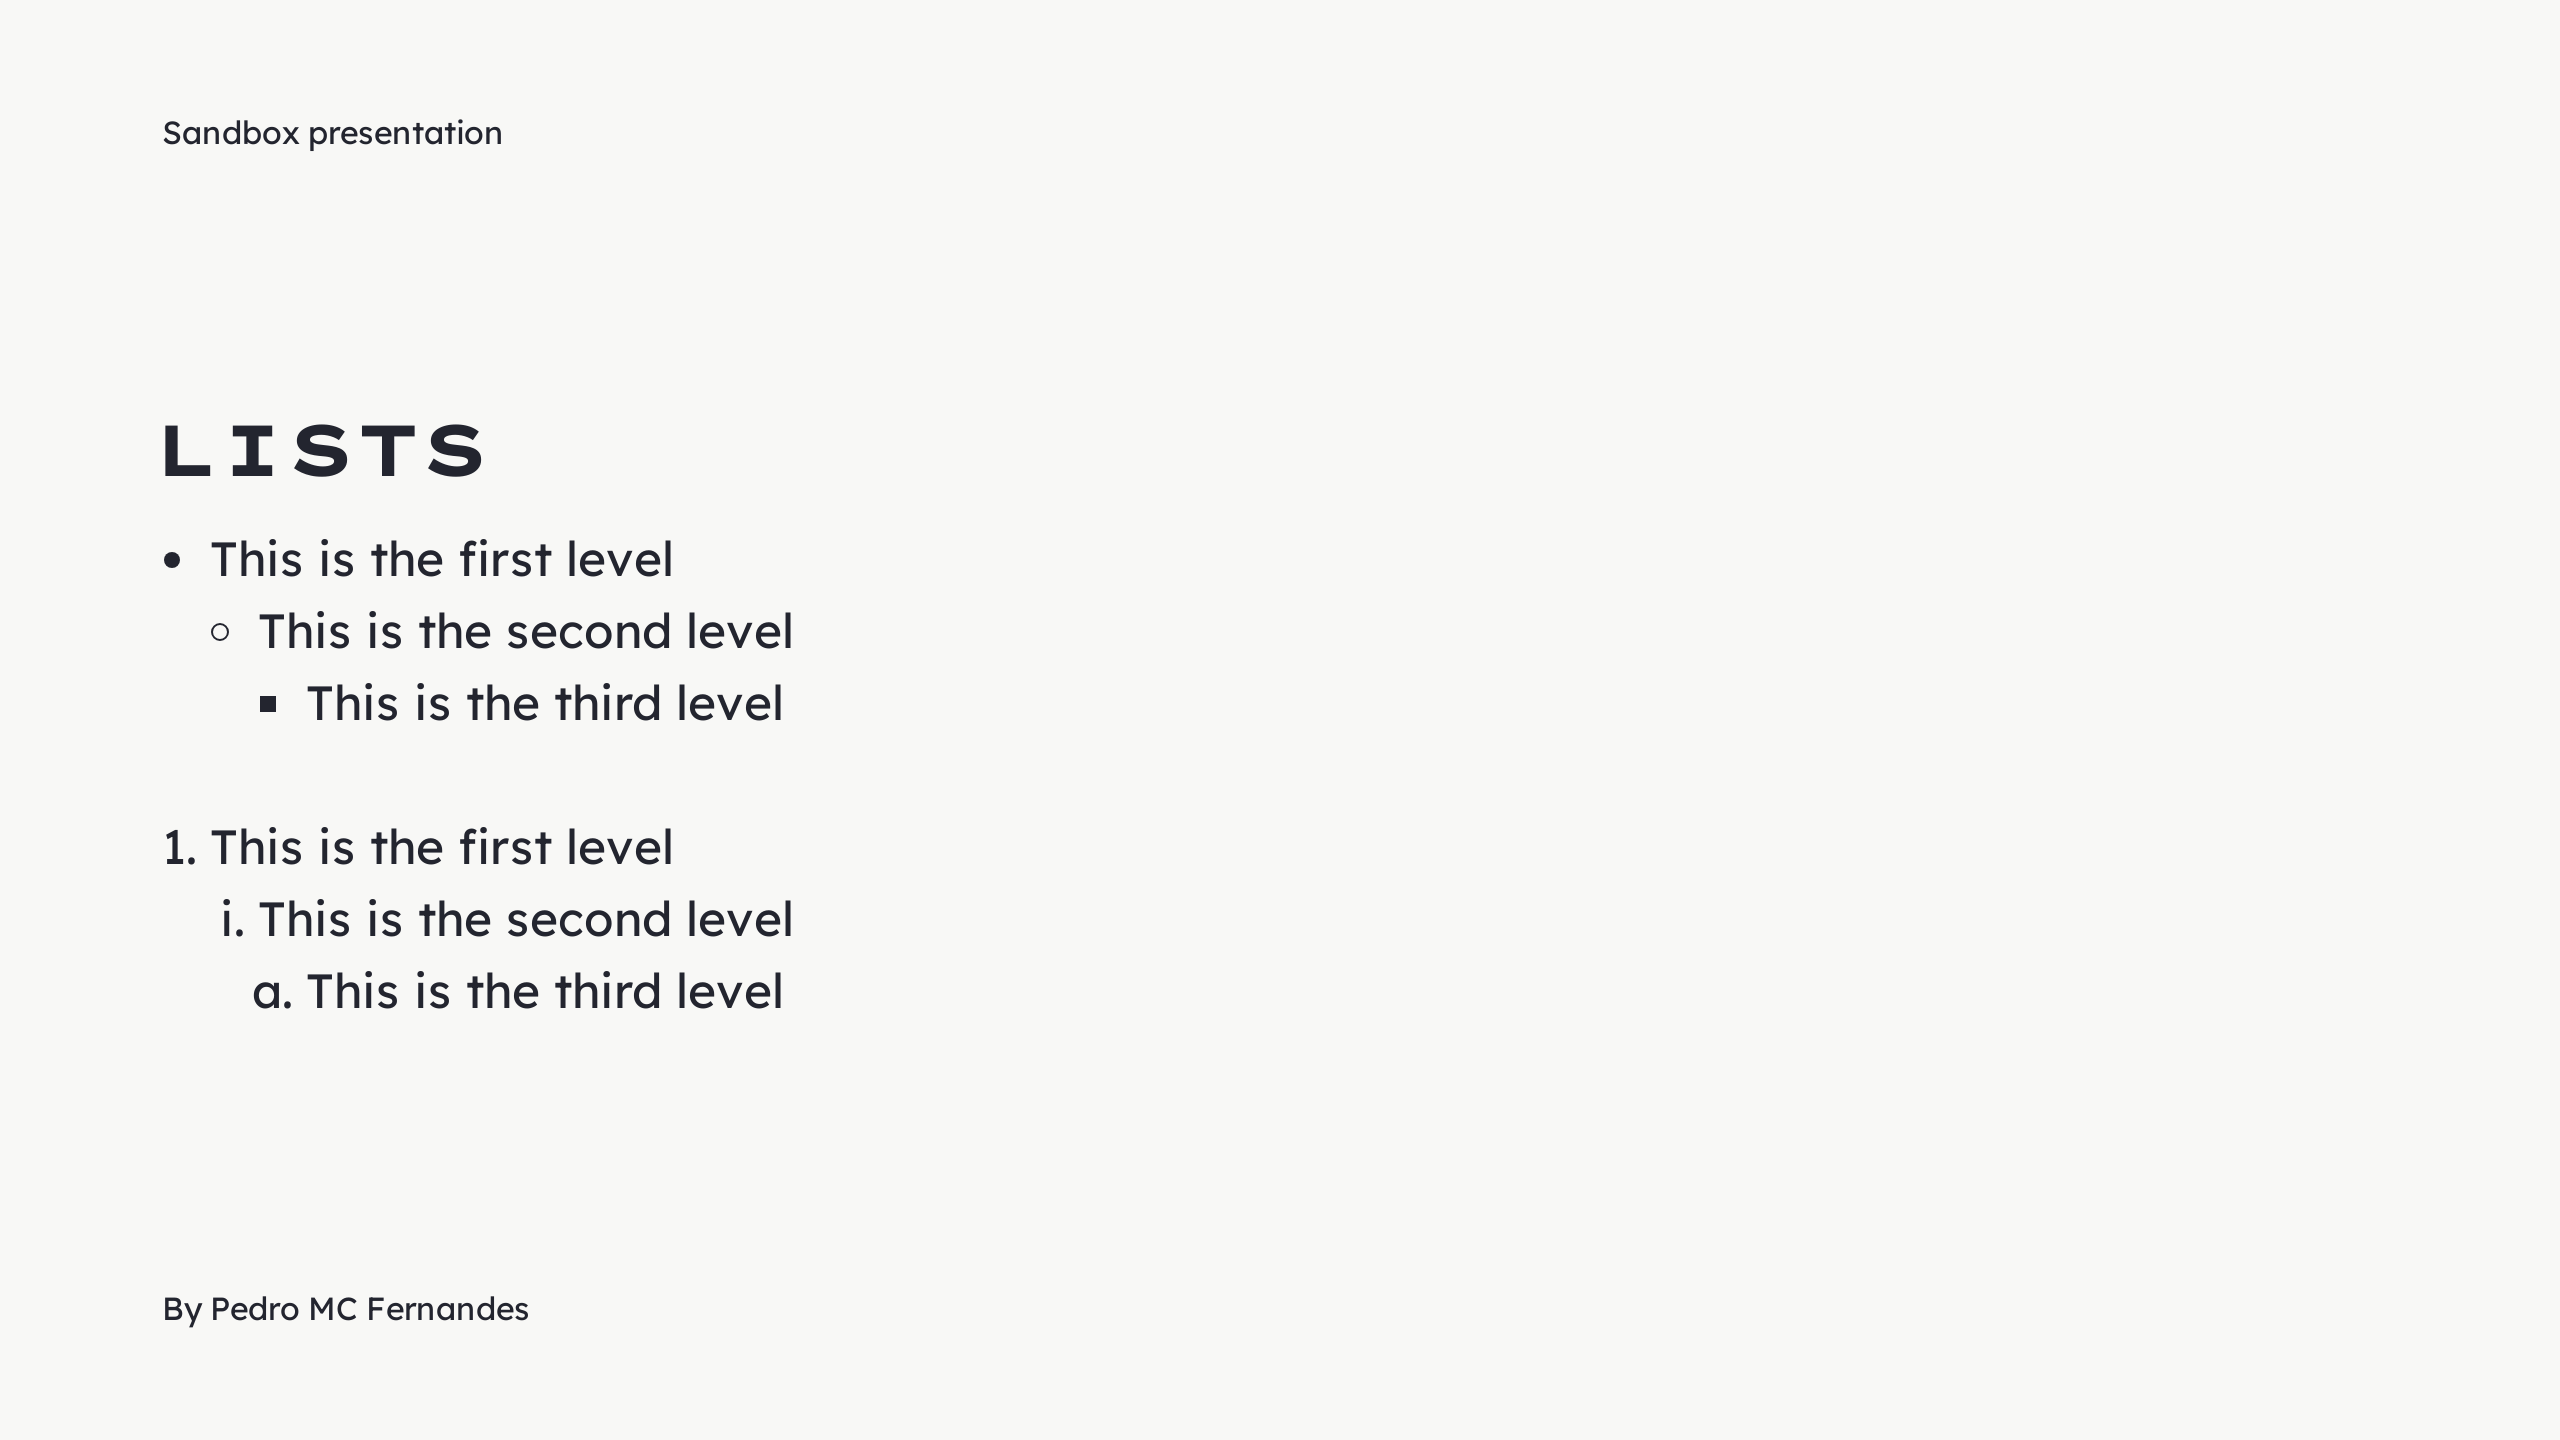 Sandbox presentation
LISTS
• This is the first level
○ This is the second level
▪ This is the third level
1. This is the first level
i. This is the second level
a. This is the third level
By Pedro MC Fernandes